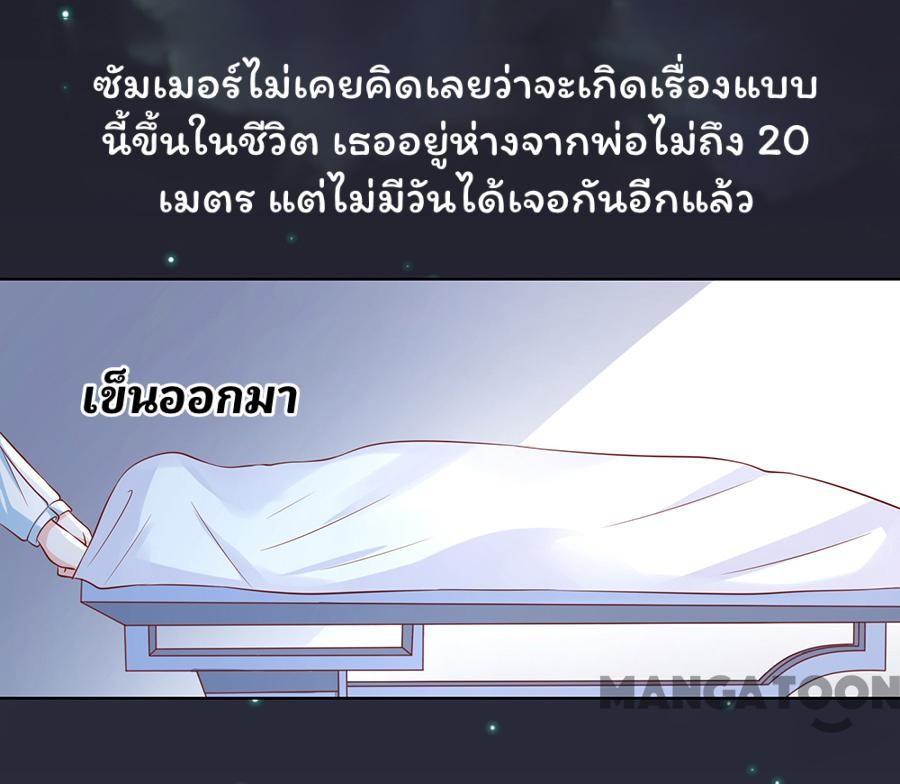 ซัมเมอร์ไม่เคยคิดเลยว่าจะเกิดเรื่องแบบ
นี้ขึ้นในชีวิต เธออยู่ห่างจากพ่อไม่ถึง 20
เมตร แต่ไม่มีวันได้เจอกันอีกแล้ว
เข็นออกมา
MANGATOON